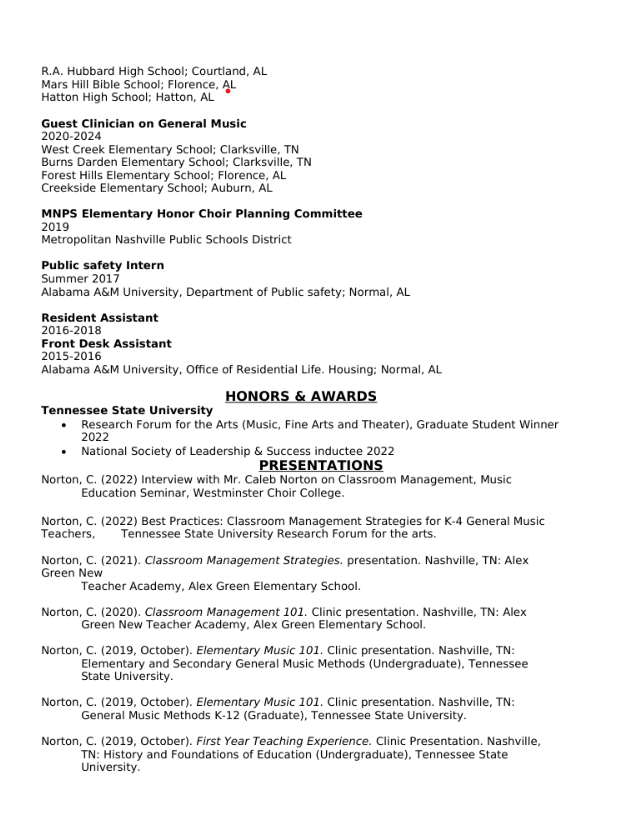 R.A. Hubbard High School; Courtland, AL
Mars Hill Bible School; Florence, AL
Hatton High School; Hatton, AL
Guest Clinician on General Music
2020-2024
West Creek Elementary School; Clarksville, TN
Burns Darden Elementary School; Clarksville, TN
Forest Hills Elementary School; Florence, AL
Creekside Elementary School; Auburn, AL
MNPS Elementary Honor Choir Planning Committee
2019
Metropolitan Nashville Public Schools District
Public safety Intern
Summer 2017
Alabama A&M University, Department of Public safety; Normal, AL
Resident Assistant
2016-2018
Front Desk Assistant
2015-2016
Alabama A&M University, Office of Residential Life. Housing; Normal, AL
HONORS & AWARDS
Tennessee State University
• Research Forum for the Arts (Music, Fine Arts and Theater), Graduate Student Winner
2022
• National Society of Leadership & Success inductee 2022
PRESENTATIONS
Norton, C. (2022) Interview with Mr. Caleb Norton on Classroom Management, Music
Education Seminar, Westminster Choir College.
Norton, C. (2022) Best Practices: Classroom Management Strategies for K-4 General Music
Teachers, Tennessee State University Research Forum for the arts.
Norton, C. (2021). Classroom Management Strategies. presentation. Nashville, TN: Alex
Green New
Teacher Academy, Alex Green Elementary School.
Norton, C. (2020). Classroom Management 101. Clinic presentation. Nashville, TN: Alex
Green New Teacher Academy, Alex Green Elementary School.
Norton, C. (2019, October). Elementary Music 101. Clinic presentation. Nashville, TN:
Elementary and Secondary General Music Methods (Undergraduate), Tennessee
State University.
Norton, C. (2019, October). Elementary Music 101. Clinic presentation. Nashville, TN:
General Music Methods K-12 (Graduate), Tennessee State University.
Norton, C. (2019, October). First Year Teaching Experience. Clinic Presentation. Nashville,
TN: History and Foundations of Education (Undergraduate), Tennessee State
University.